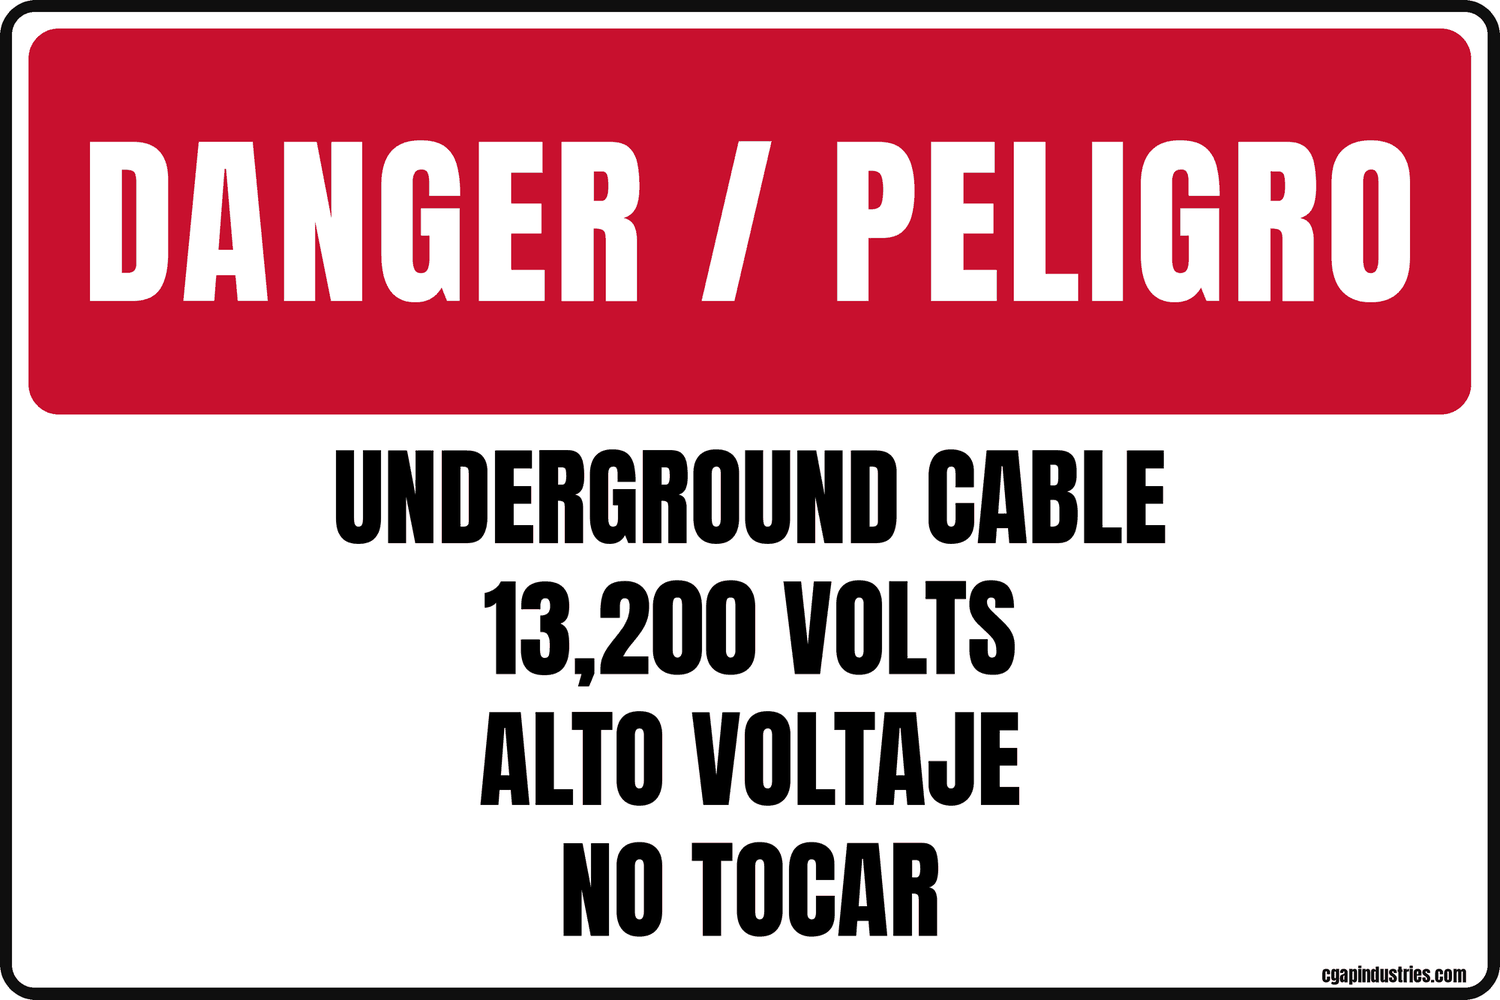 DANGER / PELIGRO
UNDERGROUND CABLE
13,200 VOLTS
ALTO VOLTAJE
NO TOCAR
cgapindustries.com